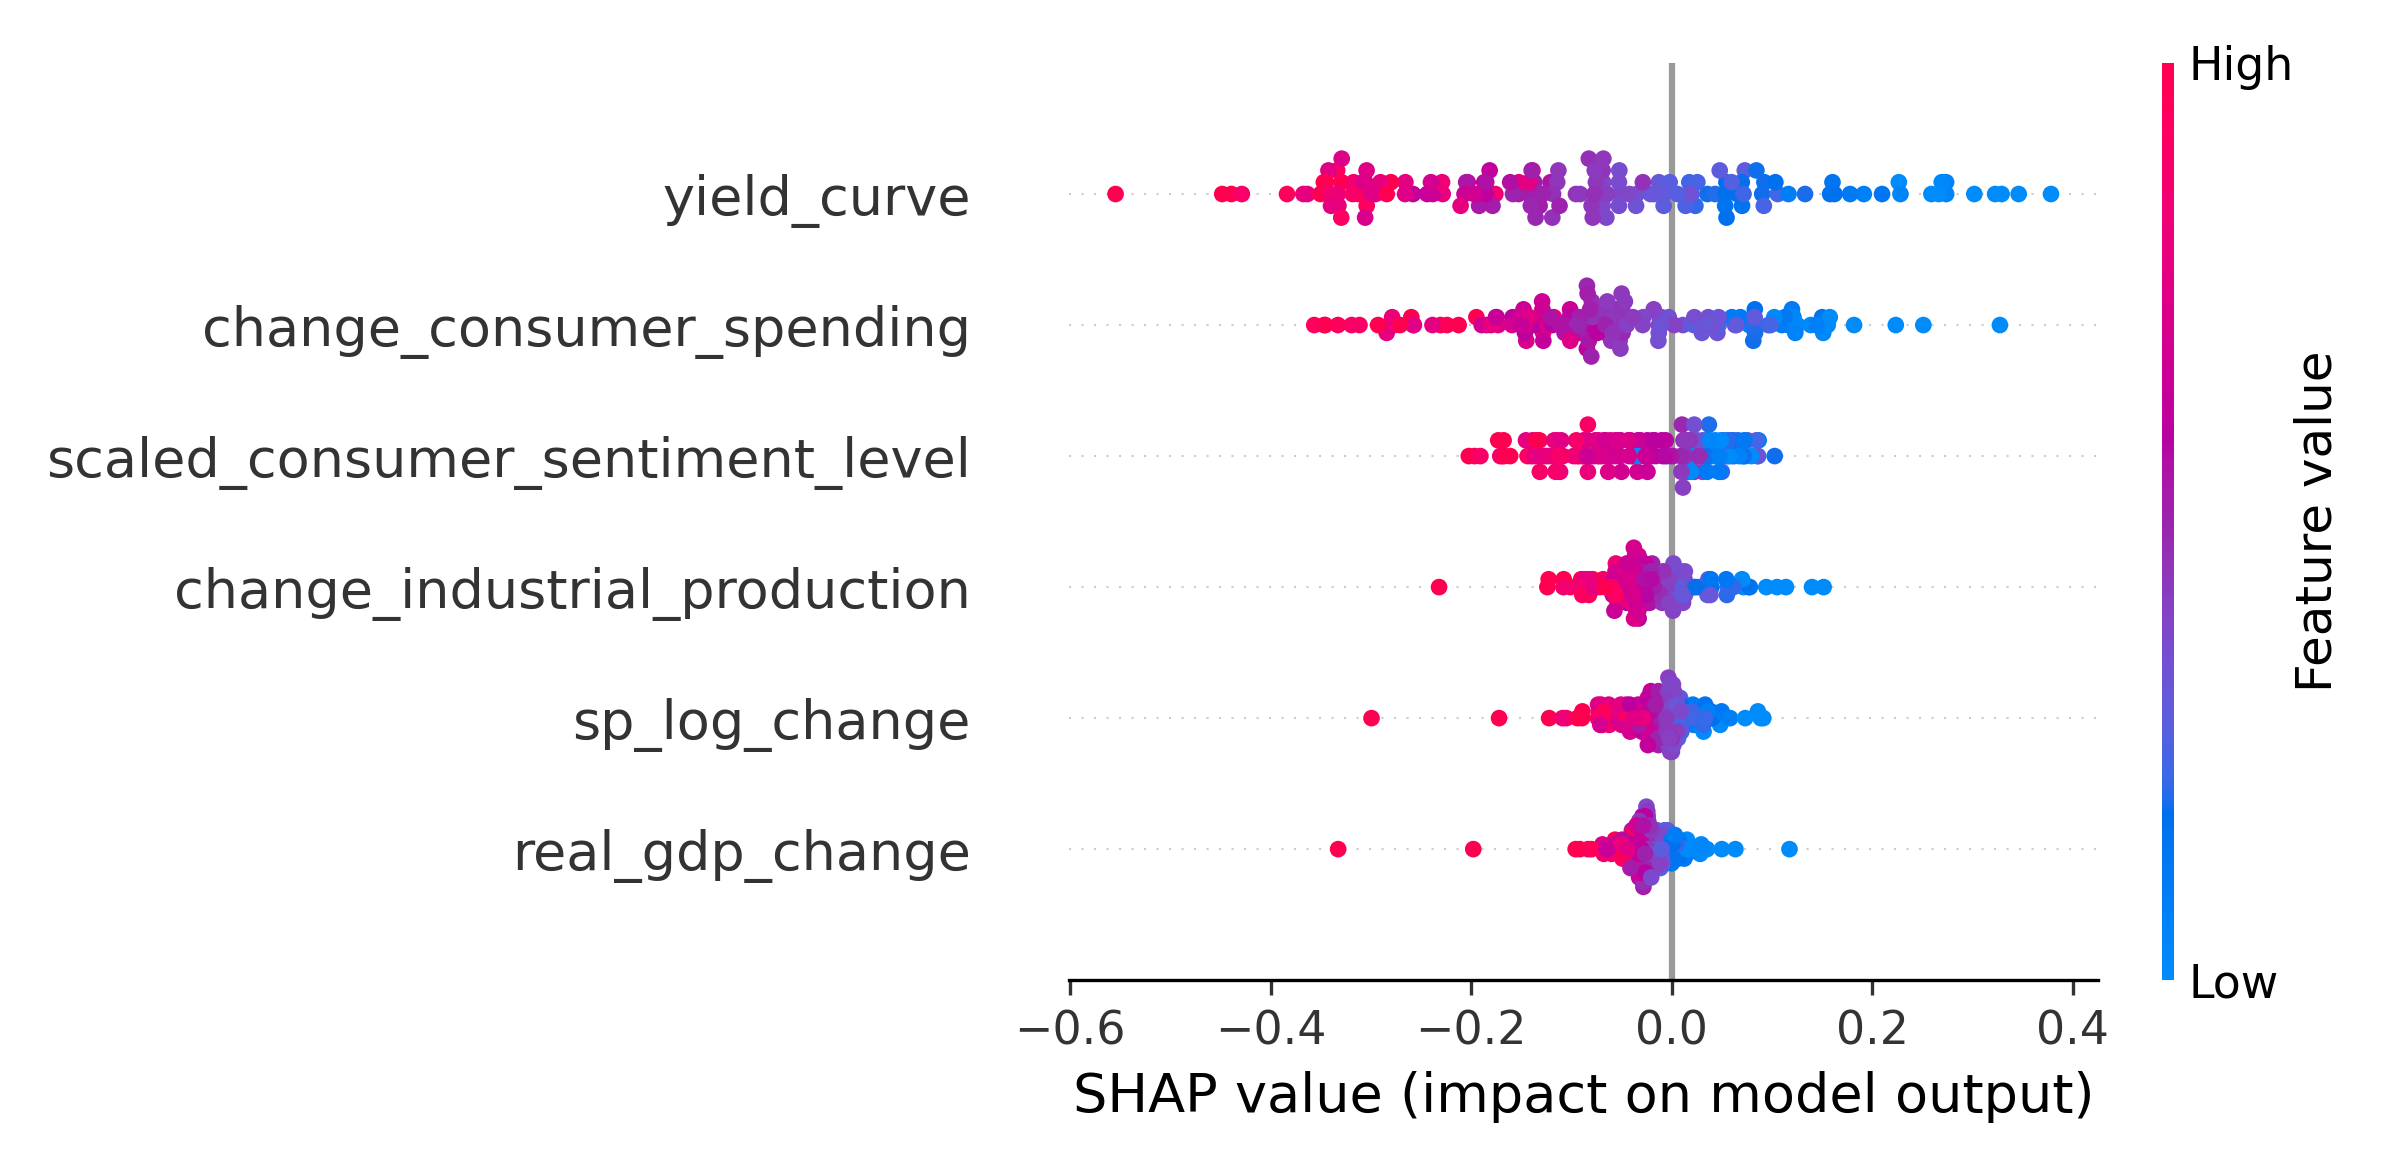 High
yield_curve
change_consumer_spending
scaled_consumer_sentiment_level
change_industrial_production
sp_log_change
real_gdp_change
Feature value
Low
−0.6 −0.4 −0.2 0.0 0.2 0.4
SHAP value (impact on model output)